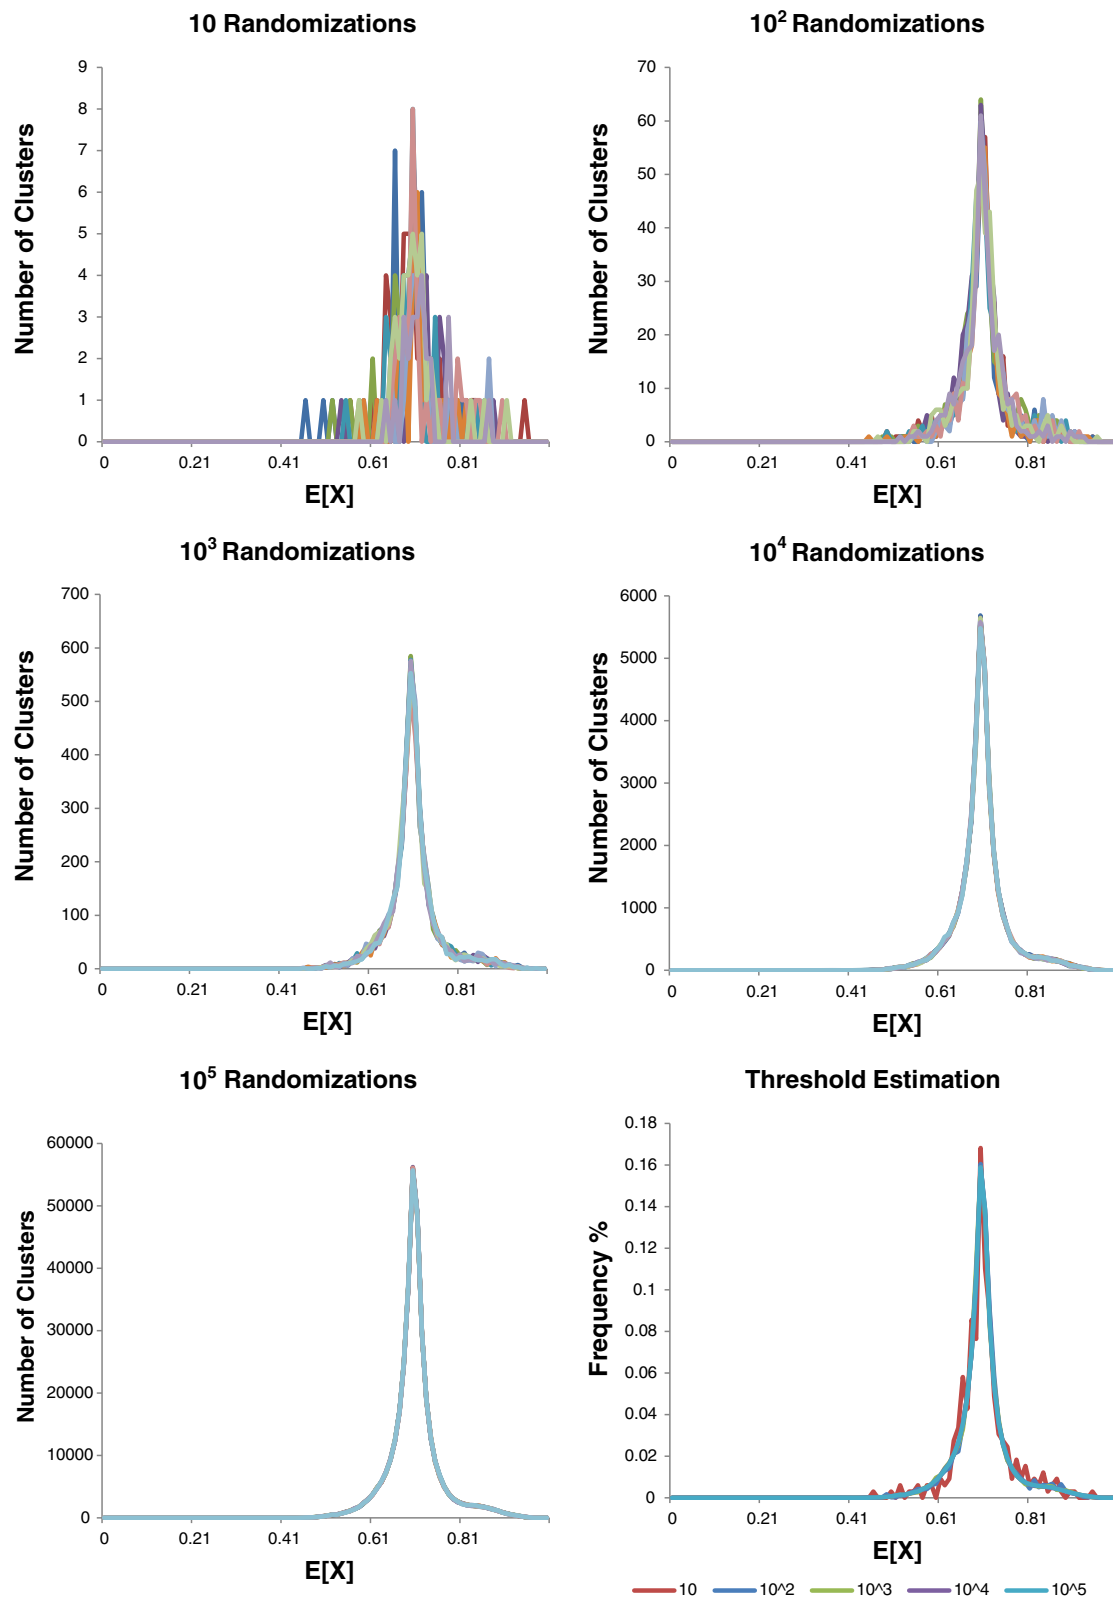 10 Randomizations
9
8
7
6
5
4
3
2
1
0
Number of Clusters
0 0.21 0.41 0.61 0.81
E[X]
10² Randomizations
70
60
50
40
30
20
10
0
Number of Clusters
0 0.21 0.41 0.61 0.81
E[X]
10³ Randomizations
700
600
500
400
300
200
100
0
Number of Clusters
0 0.21 0.41 0.61 0.81
E[X]
10⁴ Randomizations
6000
5000
4000
3000
2000
1000
0
Number of Clusters
0 0.21 0.41 0.61 0.81
E[X]
10⁵ Randomizations
60000
50000
40000
30000
20000
10000
0
Number of Clusters
0 0.21 0.41 0.61 0.81
E[X]
Threshold Estimation
0.18
0.16
0.14
0.12
0.1
0.08
0.06
0.04
0.02
0
Frequency %
0 0.21 0.41 0.61 0.81
E[X]
10 10^2 10^3 10^4 10^5